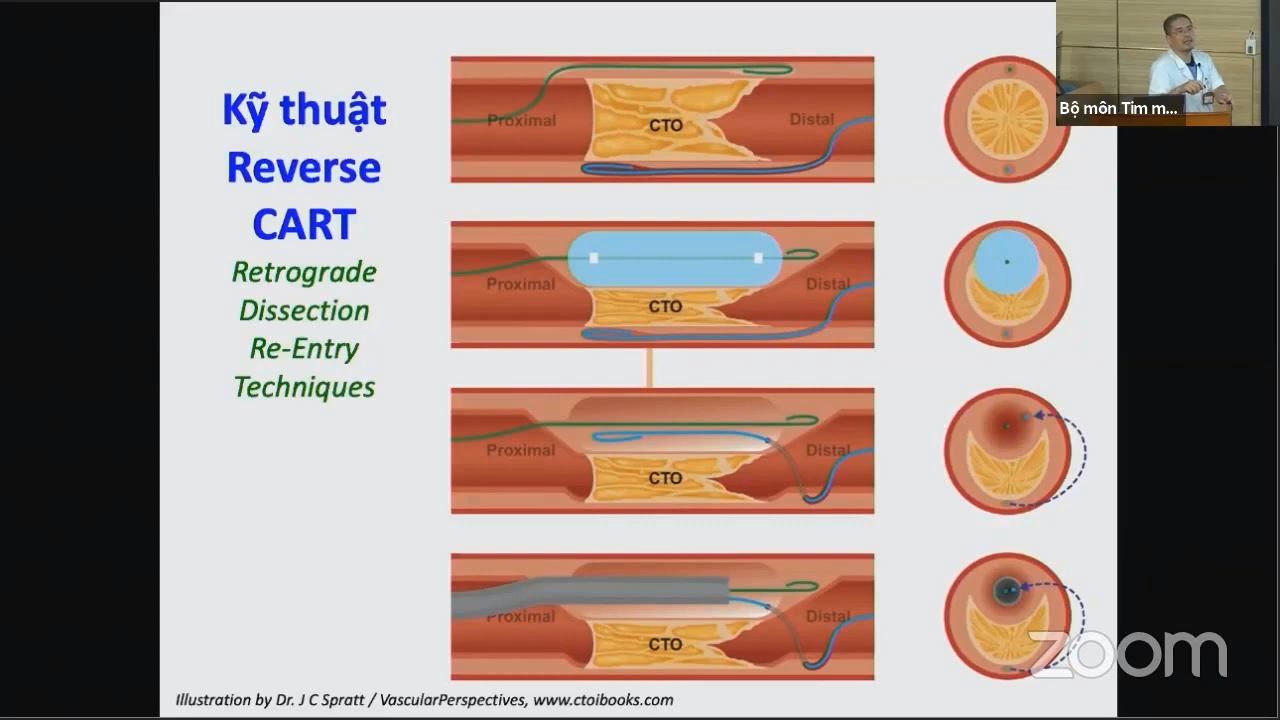 Kỹ thuật
Reverse
CART
Retrograde
Dissection
Re-Entry
Techniques
Proximal
CTO
Distal
Proximal
CTO
Distal
Proximal
CTO
Distal
Proximal
CTO
Distal
Illustration by Dr. J C Spratt / VascularPerspectives, www.ctoibooks.com
Bộ môn Tim m...
zoom